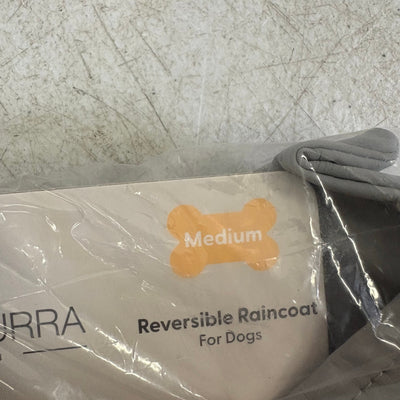 Medium
URRA
Reversible Raincoat
For Dogs